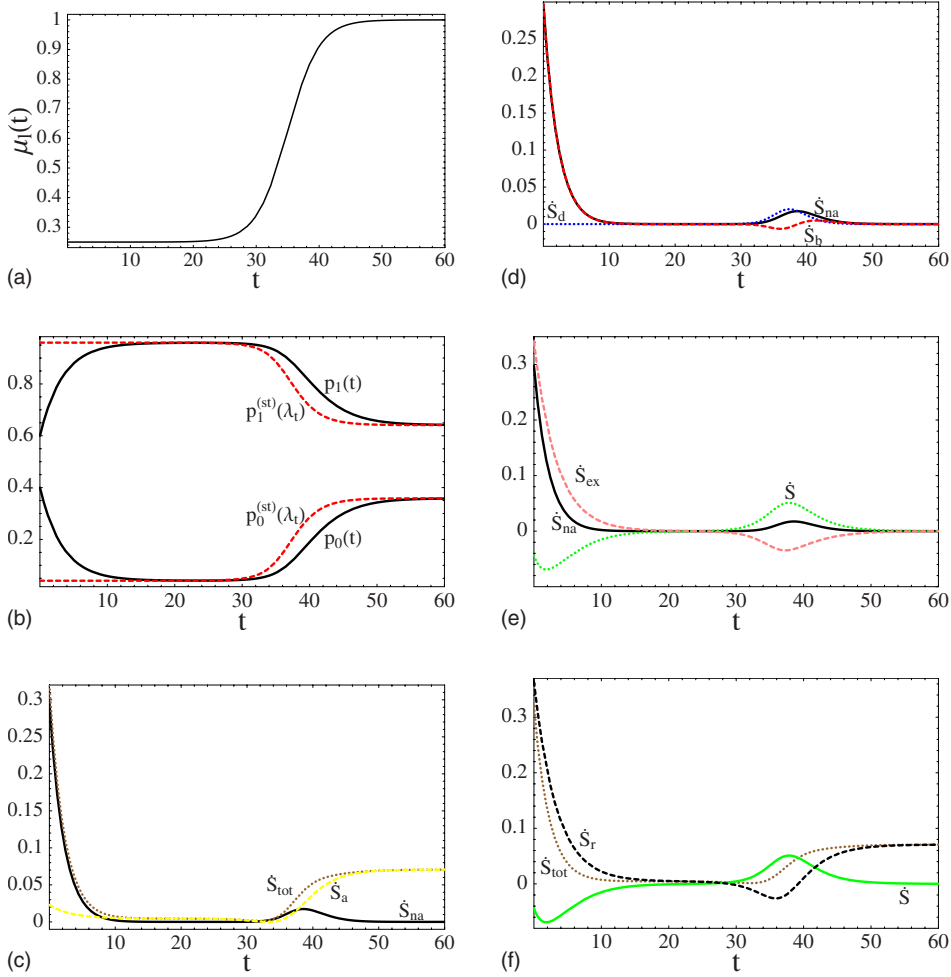 1
0.9
0.8
0.7
0.6
0.5
0.4
0.3
μ₁(t)
10 20 30 40 50 60
(a) t
0.25
0.2
0.15
0.1
0.05
0
Ṡd Ṡna
Ṡb
10 20 30 40 50 60
(d) t
0.8
0.6
0.4
0.2
p₁(t)
p₁⁽ˢᵗ⁾(λₜ)
p₀⁽ˢᵗ⁾(λₜ)
p₀(t)
10 20 30 40 50 60
(b) t
0.3
0.2
0.1
0
Ṡex Ṡ
Ṡna
10 20 30 40 50 60
(e) t
0.3
0.25
0.2
0.15
0.1
0.05
0
Ṡtot Ṡa Ṡna
10 20 30 40 50 60
(c) t
0.3
0.2
0.1
0
Ṡr
Ṡtot Ṡ
10 20 30 40 50 60
(f) t